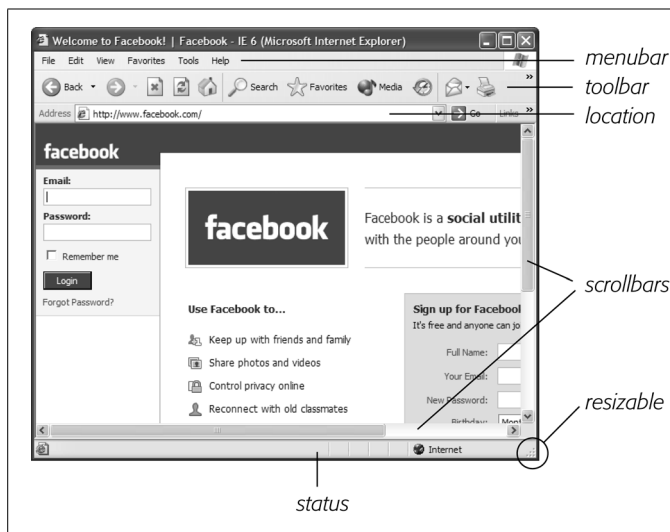 Welcome to Facebook! | Facebook - IE 6 (Microsoft Internet Explorer)
File Edit View Favorites Tools Help
menubar
Back Search Favorites Media
toolbar
Address http://www.facebook.com/ Go Links
location
facebook
Email:
Password:
Remember me
Login
Forgot Password?
facebook
Facebook is a social utilit
with the people around you
scrollbars
Use Facebook to...
Keep up with friends and family
Share photos and videos
Control privacy online
Reconnect with old classmates
Sign up for Facebool
It's free and anyone can jo
Full Name:
Your Email:
New Password:
Birthday: Mont
resizable
Internet
status